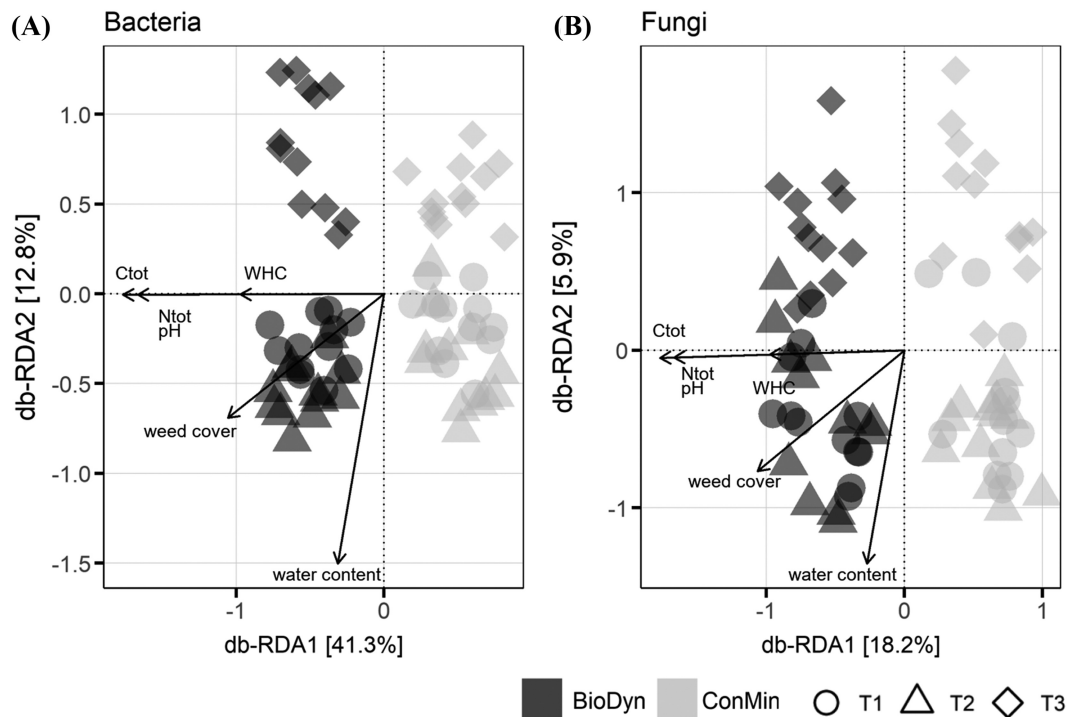 (A) Bacteria
1.0
0.5
0.0
-0.5
-1.0
-1.5
db-RDA2 [12.8%]
Ctot
WHC
Ntot
pH
weed cover
water content
-1
0
db-RDA1 [41.3%]
(B) Fungi
1
0
-1
db-RDA2 [5.9%]
Ctot
Ntot
pH
WHC
weed cover
water content
-1
0
1
db-RDA1 [18.2%]
BioDyn ConMin T1 T2 T3